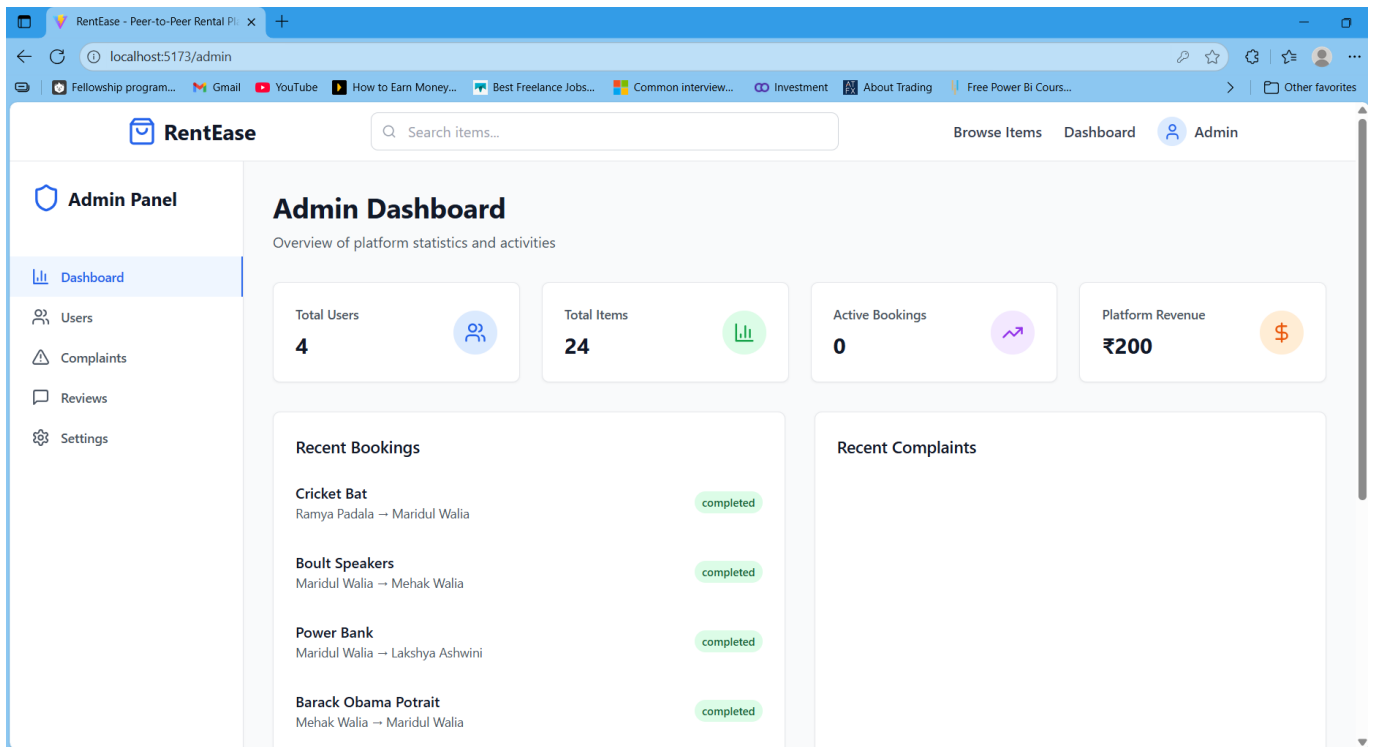 RentEase - Peer-to-Peer Rental Pl
localhost:5173/admin
Fellowship program... Gmail YouTube How to Earn Money... Best Freelance Jobs... Common interview... Investment About Trading Free Power Bi Cours... Other favorites
RentEase Search items... Browse Items Dashboard Admin
Admin Panel
Dashboard
Users
Complaints
Reviews
Settings
Admin Dashboard
Overview of platform statistics and activities
Total Users
4
Total Items
24
Active Bookings
0
Platform Revenue
₹200
Recent Bookings
Cricket Bat
Ramya Padala → Maridul Walia
completed
Boult Speakers
Maridul Walia → Mehak Walia
completed
Power Bank
Maridul Walia → Lakshya Ashwini
completed
Barack Obama Potrait
Mehak Walia → Maridul Walia
completed
Recent Complaints